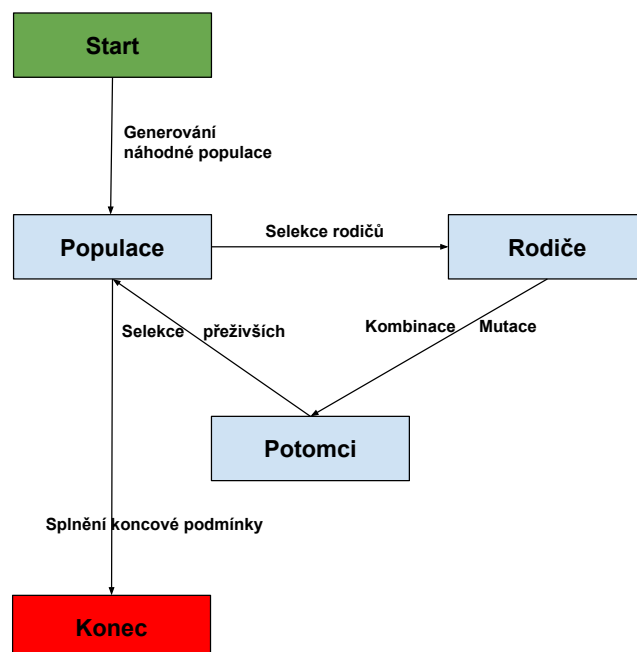 Start
Generování
náhodné populace
Populace
Selekce rodičů
Rodiče
Selekce přeživších
Kombinace Mutace
Potomci
Splnění koncové podmínky
Konec